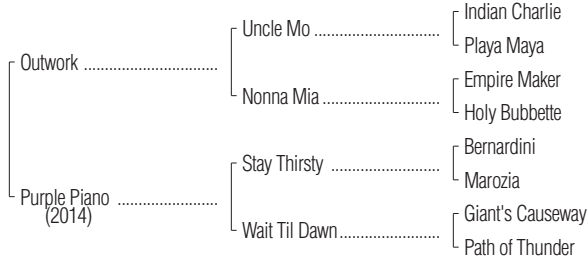 Indian Charlie
Uncle Mo ..............................
Playa Maya
Outwork ................................
Empire Maker
Nonna Mia ............................
Holy Bubbette
Bernardini
Stay Thirsty ..........................
Marozia
Purple Piano ........................
(2014)
Giant's Causeway
Wait Til Dawn ........................
Path of Thunder